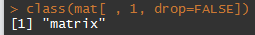 > class(mat[ , 1, drop=FALSE])
[1] "matrix"